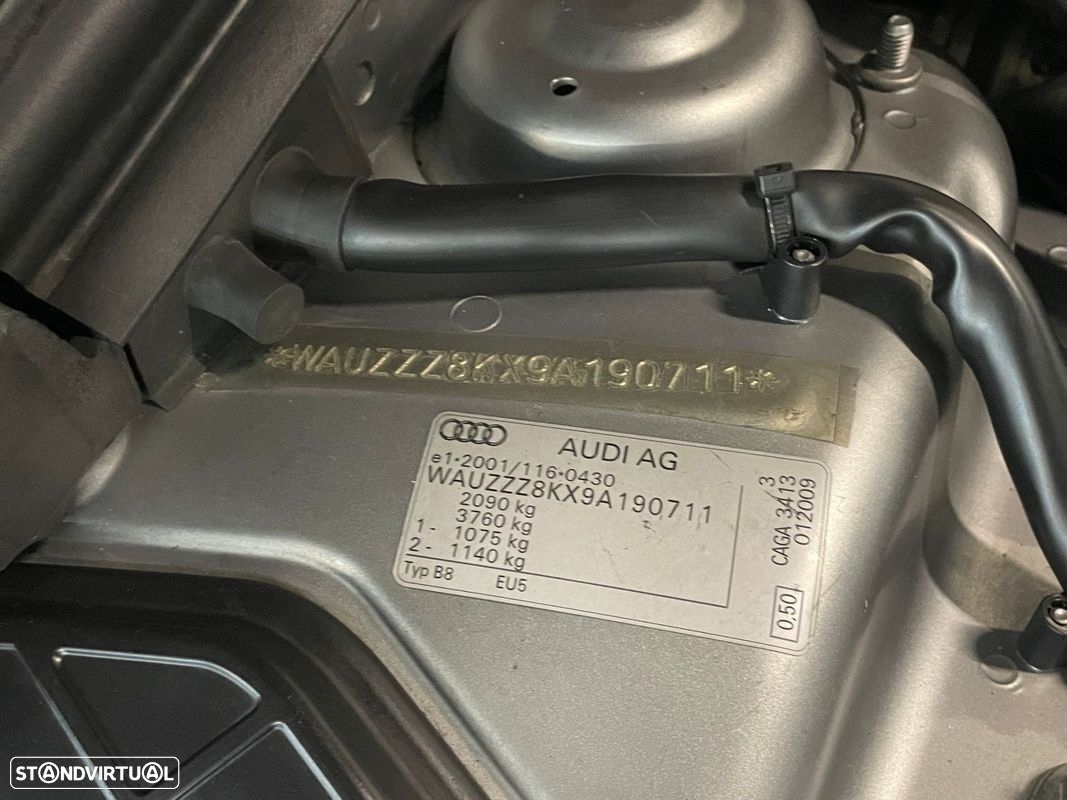 *WAUZZZ8KX9A190711*
AUDI AG
e1*2001/116*0430
WAUZZZ8KX9A190711
2090 kg
3760 kg
1- 1075 kg
2- 1140 kg
Typ B8 EU5
3/
CAGA 3413
012009
0,50
STANDVIRTUAL